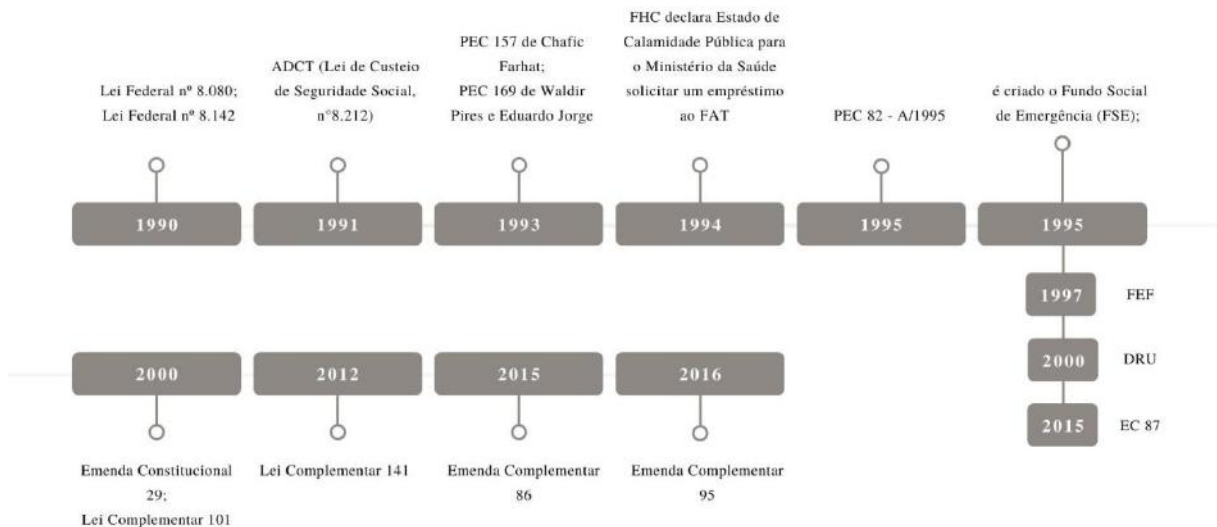 Lei Federal nº 8.080;
Lei Federal nº 8.142
1990
ADCT (Lei de Custeio
de Seguridade Social,
n°8.212)
1991
PEC 157 de Chafic
Farhat;
PEC 169 de Waldir
Pires e Eduardo Jorge
1993
FHC declara Estado de
Calamidade Pública para
o Ministério da Saúde
solicitar um empréstimo
ao FAT
1994
PEC 82 - A/1995
1995
é criado o Fundo Social
de Emergência (FSE);
1995
1997 FEF
2000 DRU
2015 EC 87
2000
Emenda Constitucional
29;
Lei Complementar 101
2012
Lei Complementar 141
2015
Emenda Complementar
86
2016
Emenda Complementar
95